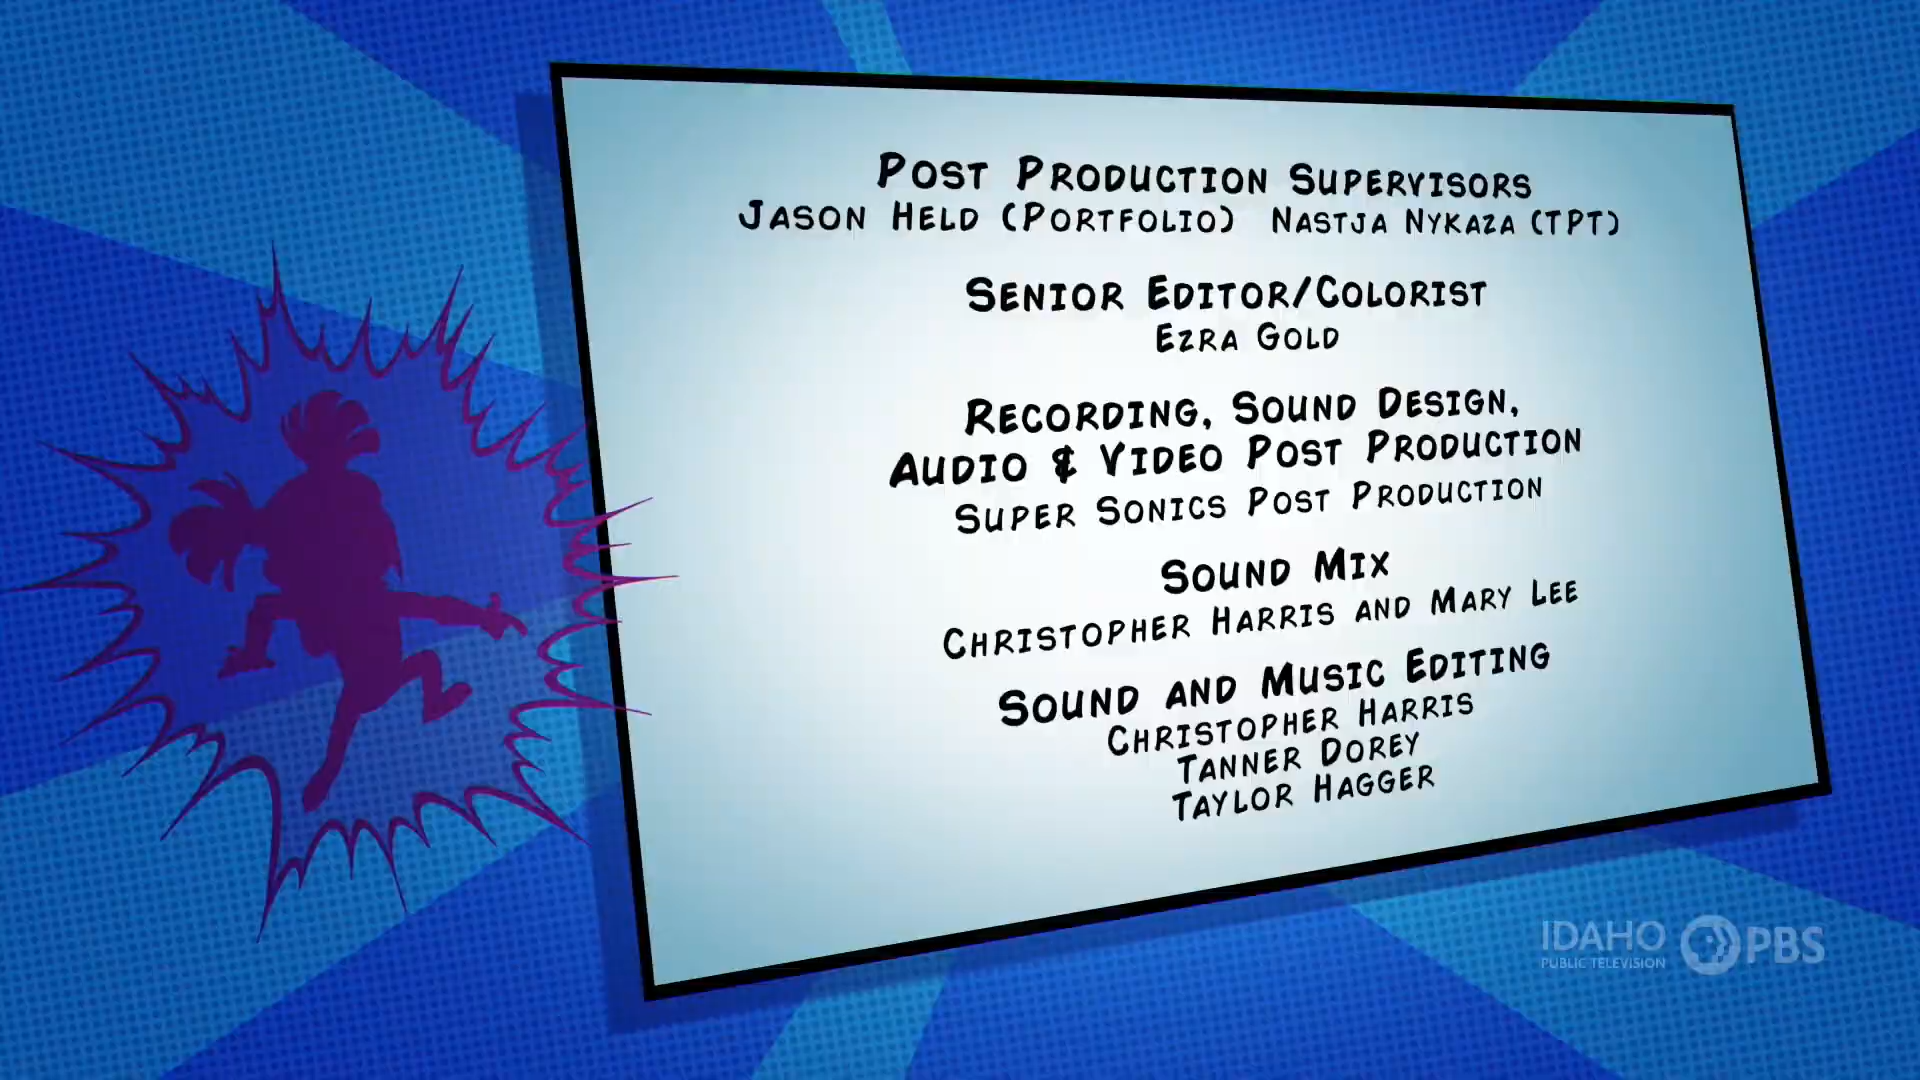 Post Production Supervisors
Jason Held (Portfolio) Nastja Nykaza (TPT)
Senior Editor/Colorist
Ezra Gold
Recording, Sound Design,
Audio & Video Post Production
Super Sonics Post Production
Sound Mix
Christopher Harris and Mary Lee
Sound and Music Editing
Christopher Harris
Tanner Dorey
Taylor Hagger
IDAHO
PUBLIC TELEVISION
PBS